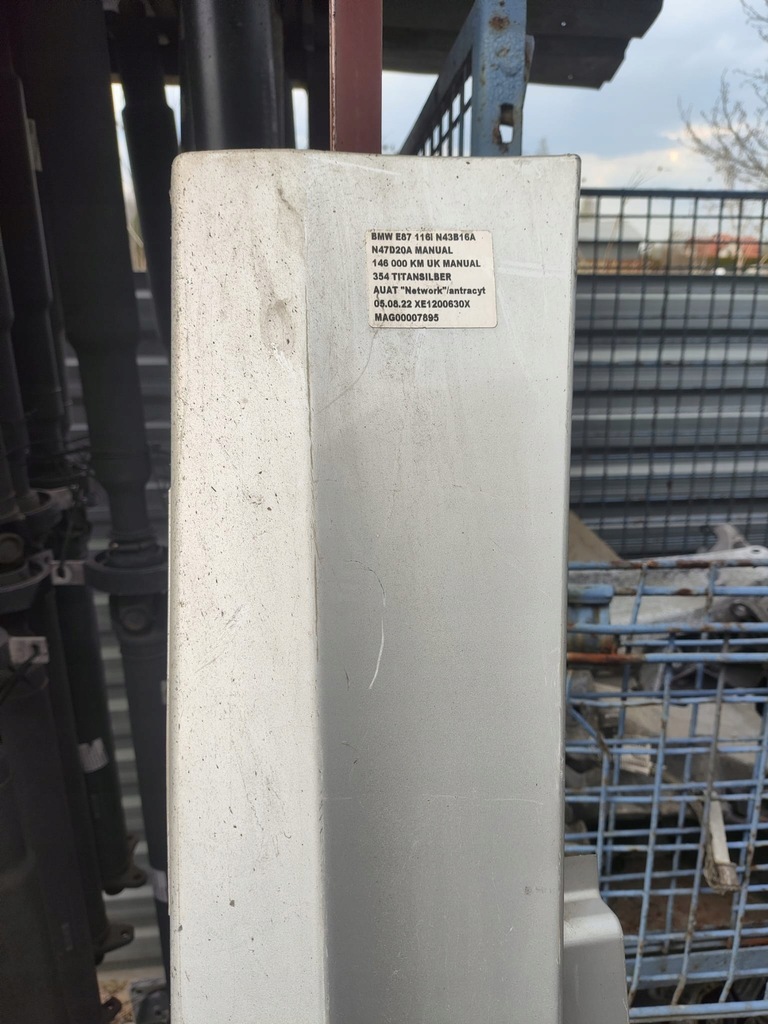 BMW E87 116i N43B16A
N47D20A MANUAL
146 000 KM UK MANUAL
354 TITANSILBER
AUAT "Network"/antracyt
05.08.22 XE1200630X
MAG00007895